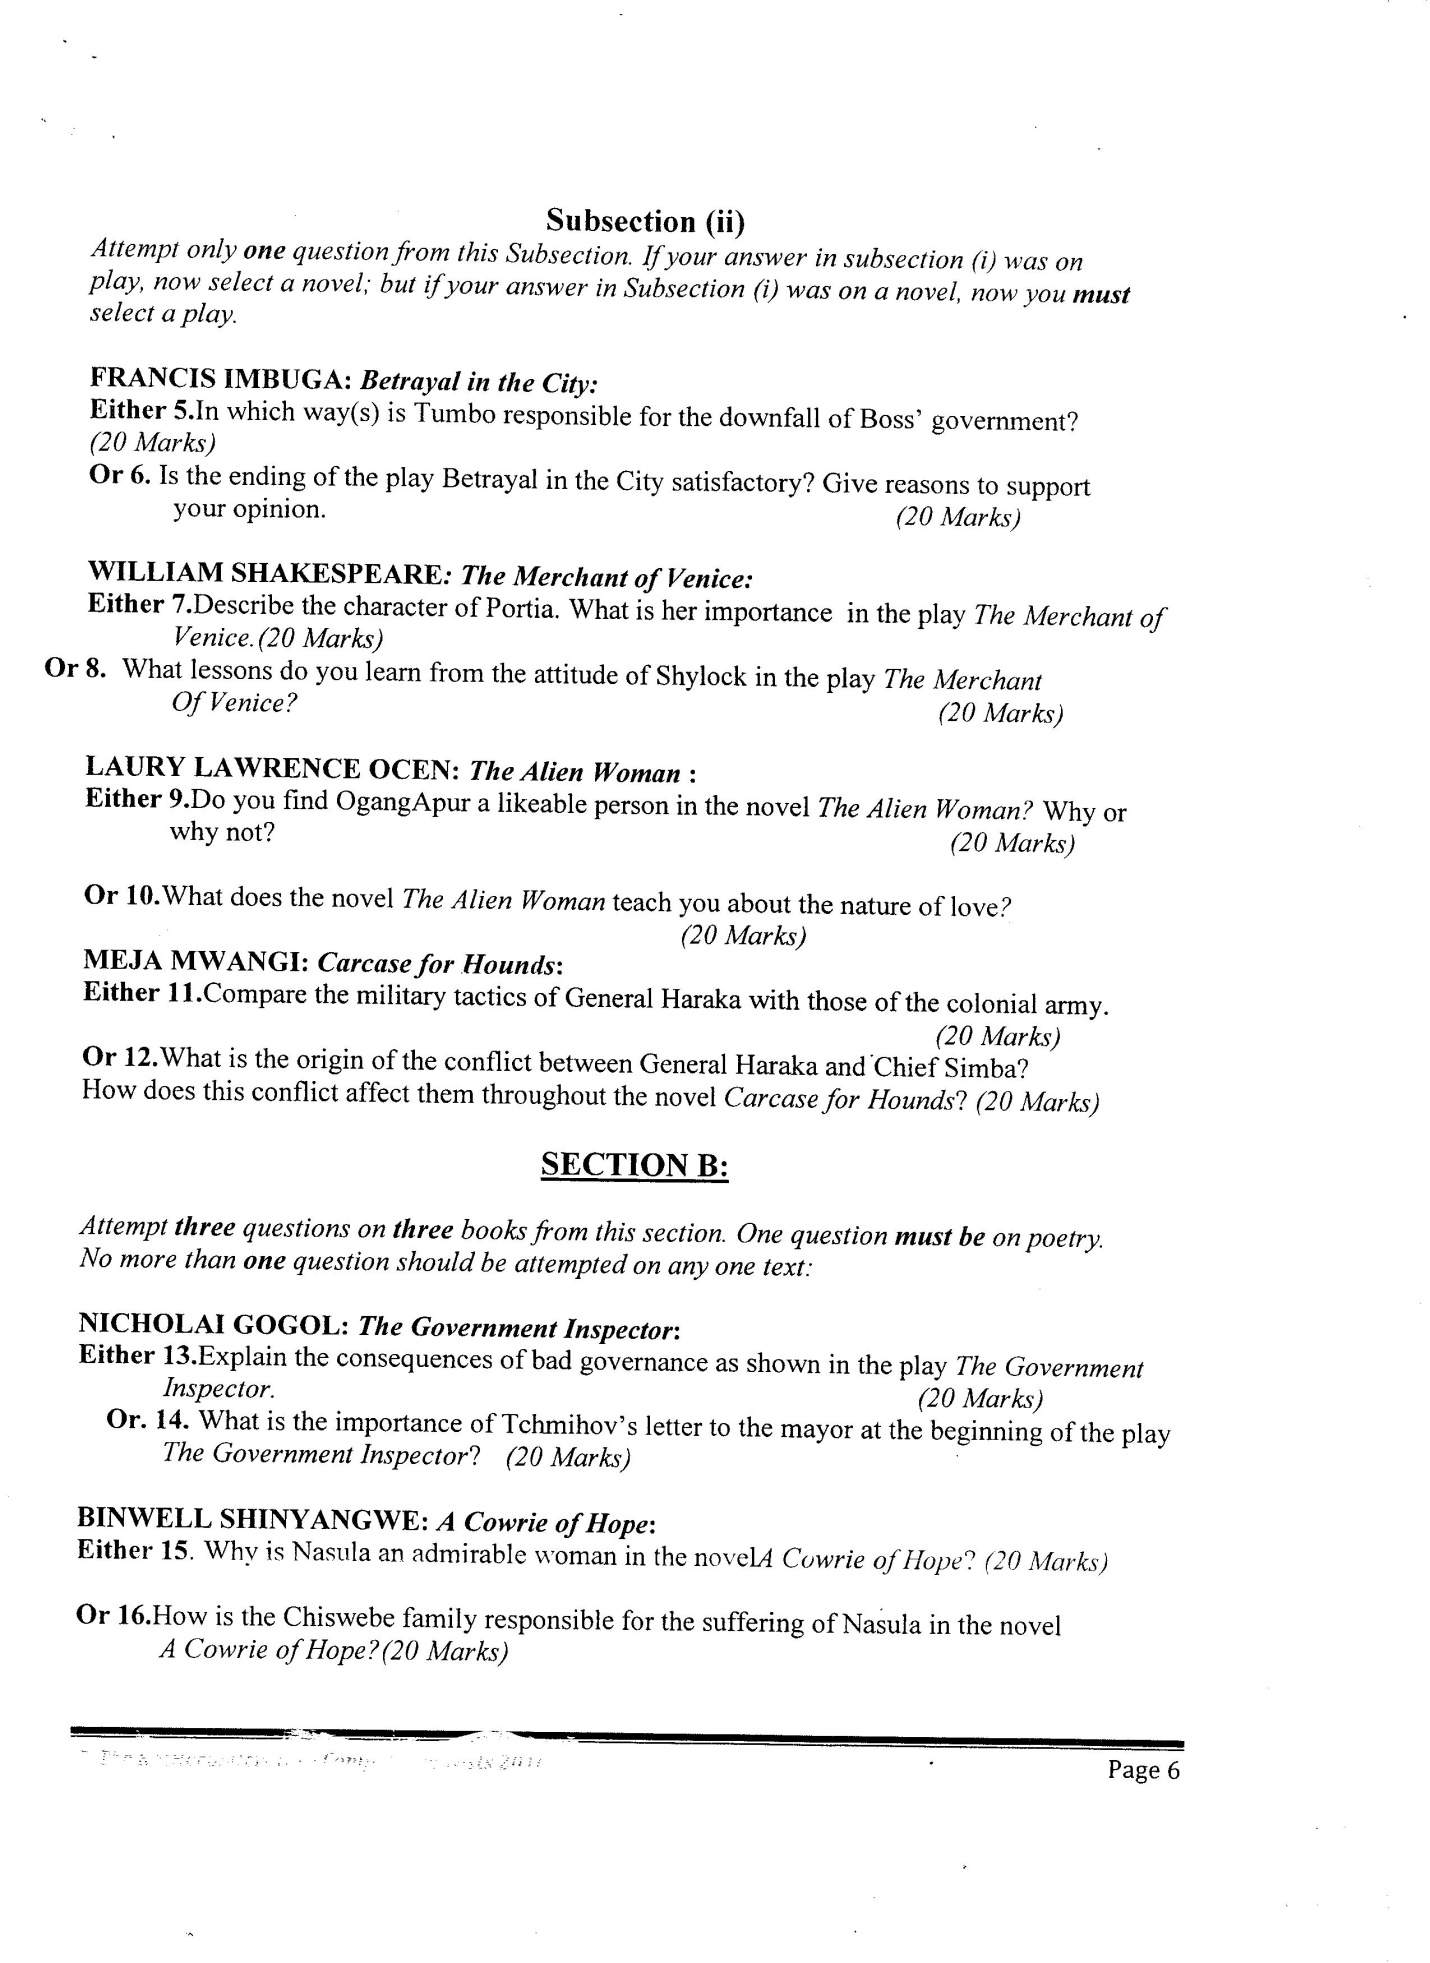 Subsection (ii)
Attempt only one question from this Subsection. If your answer in subsection (i) was on
play, now select a novel; but if your answer in Subsection (i) was on a novel, now you must
select a play.
FRANCIS IMBUGA: Betrayal in the City:
Either 5.In which way(s) is Tumbo responsible for the downfall of Boss' government?
(20 Marks)
Or 6. Is the ending of the play Betrayal in the City satisfactory? Give reasons to support
your opinion. (20 Marks)
WILLIAM SHAKESPEARE: The Merchant of Venice:
Either 7.Describe the character of Portia. What is her importance in the play The Merchant of
Venice.(20 Marks)
Or 8. What lessons do you learn from the attitude of Shylock in the play The Merchant
Of Venice? (20 Marks)
LAURY LAWRENCE OCEN: The Alien Woman :
Either 9.Do you find OgangApur a likeable person in the novel The Alien Woman? Why or
why not? (20 Marks)
Or 10.What does the novel The Alien Woman teach you about the nature of love?
(20 Marks)
MEJA MWANGI: Carcase for Hounds:
Either 11.Compare the military tactics of General Haraka with those of the colonial army.
(20 Marks)
Or 12.What is the origin of the conflict between General Haraka and Chief Simba?
How does this conflict affect them throughout the novel Carcase for Hounds? (20 Marks)
SECTION B:
Attempt three questions on three books from this section. One question must be on poetry.
No more than one question should be attempted on any one text:
NICHOLAI GOGOL: The Government Inspector:
Either 13.Explain the consequences of bad governance as shown in the play The Government
Inspector. (20 Marks)
Or. 14. What is the importance of Tchmihov's letter to the mayor at the beginning of the play
The Government Inspector? (20 Marks)
BINWELL SHINYANGWE: A Cowrie of Hope:
Either 15. Why is Nasula an admirable woman in the novelA Cowrie of Hope? (20 Marks)
Or 16.How is the Chiswebe family responsible for the suffering of Nasula in the novel
A Cowrie of Hope?(20 Marks)
Page 6